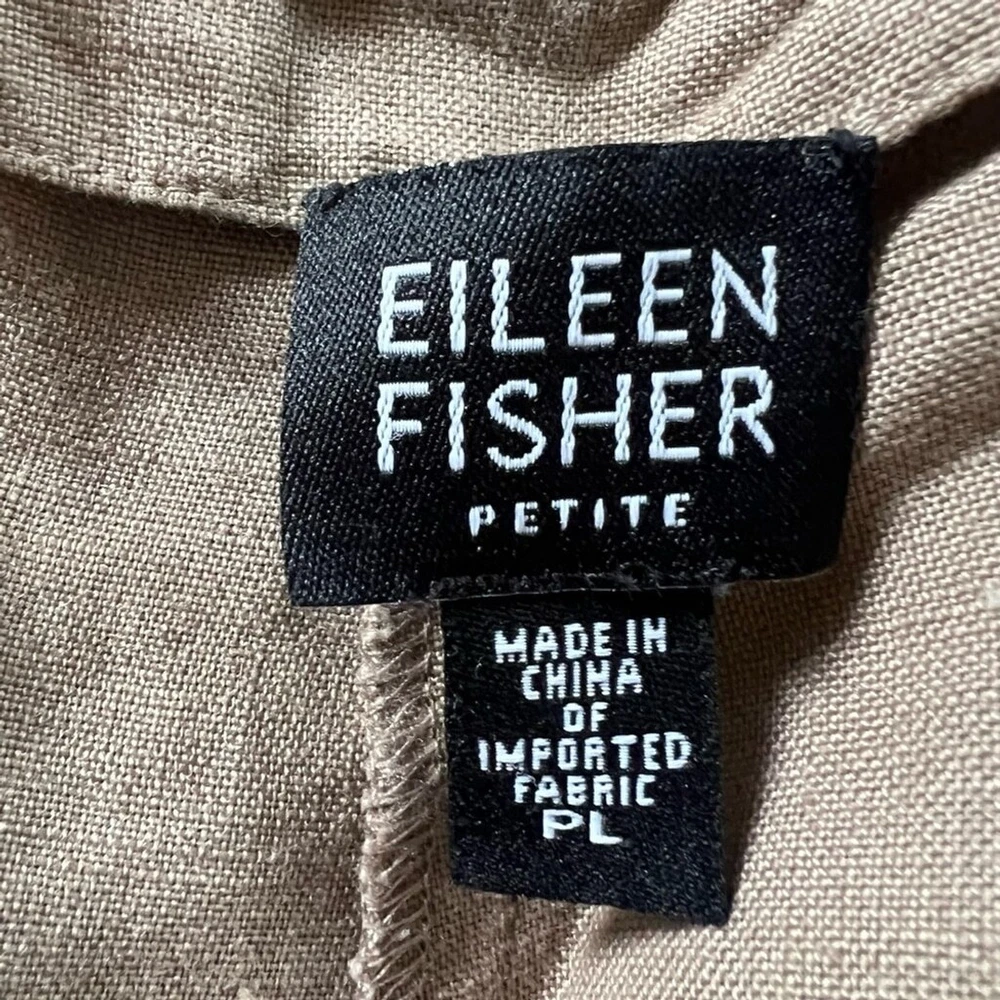 EILEEN
FISHER
PETITE
MADE IN
CHINA
OF
IMPORTED
FABRIC
PL